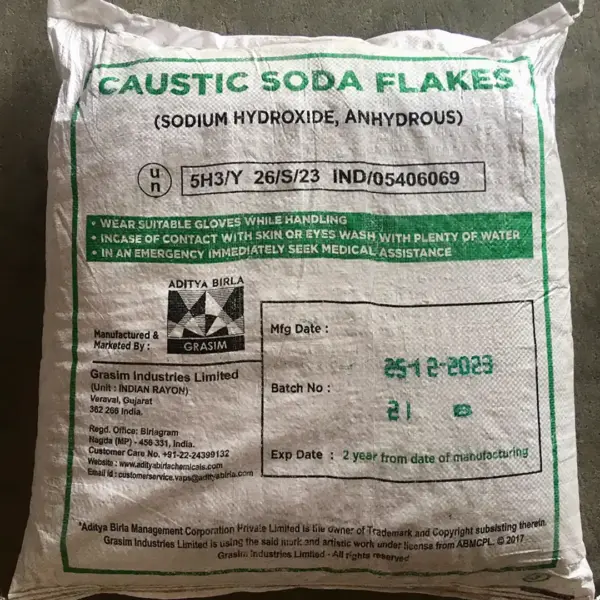 CAUSTIC SODA FLAKES
(SODIUM HYDROXIDE, ANHYDROUS)
un 5H3/Y 26/S/23 IND/05406069
• WEAR SUITABLE GLOVES WHILE HANDLING
• INCASE OF CONTACT WITH SKIN OR EYES WASH WITH PLENTY OF WATER
• IN AN EMERGENCY IMMEDIATELY SEEK MEDICAL ASSISTANCE
ADITYA BIRLA
GRASIM
Manufactured &
Marketed By :
Grasim Industries Limited
(Unit : INDIAN RAYON)
Veraval, Gujarat
362 266 India.
Regd. Office: Birlagram
Nagda (MP) - 456 331, India.
Customer Care No. +91-22-24399132
Website : www.adityabirlachemicals.com
Email id : customerservice.vaps@adityabirla.com
Mfg Date :
25-12-2023
Batch No :
21
Exp Date : 2 year from date of manufacturing
*Aditya Birla Management Corporation Private Limited is the owner of Trademark and Copyright subsisting therein.
Grasim Industries Limited is using the said mark and artistic work under license from ABMCPL. © 2017
Grasim Industries Limited - All rights reserved